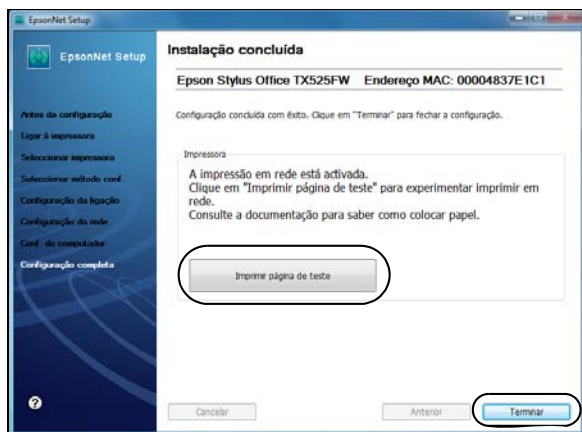 EpsonNet Setup
EpsonNet Setup
Antes da configuração
Ligar à impressora
Seleccionar impressora
Seleccionar método conf.
Configuração da ligação
Configuração da rede
Conf. do computador
Configuração completa
Instalação concluída
Epson Stylus Office TX525FW Endereço MAC: 00004837E1C1
Configuração concluída com êxito. Clique em "Terminar" para fechar a configuração.
Impressora
A impressão em rede está activada.
Clique em "Imprimir página de teste" para experimentar imprimir em
rede.
Consulte a documentação para saber como colocar papel.
Imprimir página de teste
?
Cancelar Anterior Terminar